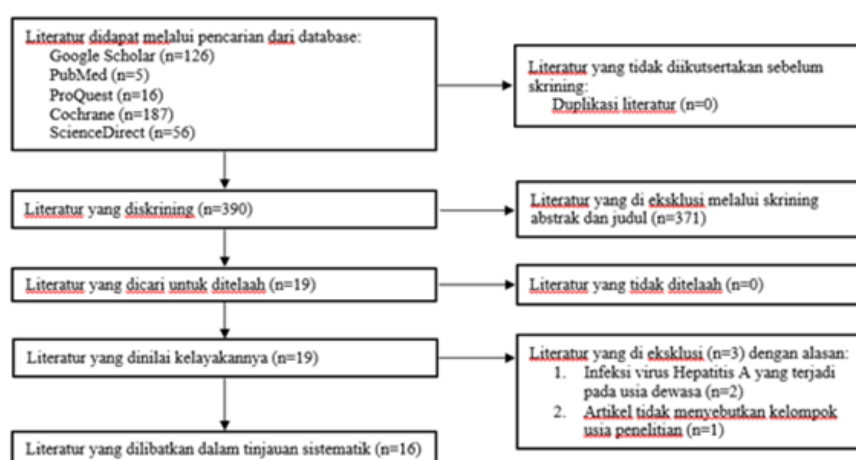 Literatur didapat melalui pencarian dari database:
Google Scholar (n=126)
PubMed (n=5)
ProQuest (n=16)
Cochrane (n=187)
ScienceDirect (n=56)
Literatur yang tidak diikutsertakan sebelum
skrining:
Duplikasi literatur (n=0)
Literatur yang diskrining (n=390)
Literatur yang di eksklusi melalui skrining
abstrak dan judul (n=371)
Literatur yang dicari untuk ditelaah (n=19)
Literatur yang tidak ditelaah (n=0)
Literatur yang dinilai kelayakannya (n=19)
Literatur yang di eksklusi (n=3) dengan alasan:
1. Infeksi virus Hepatitis A yang terjadi
pada usia dewasa (n=2)
2. Artikel tidak menyebutkan kelompok
usia penelitian (n=1)
Literatur yang dilibatkan dalam tinjauan sistematik (n=16)